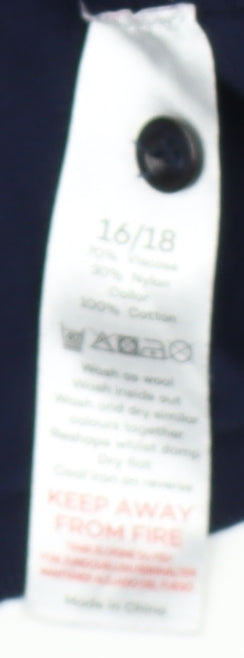 16/18
70% Viscose
30% Nylon
Collar
100% Cotton
Wash as wool
Wash inside out
Wash and dry similar
colours together
Reshape whilst damp
Dry flat
Cool iron on reverse
KEEP AWAY
FROM FIRE
Made in China